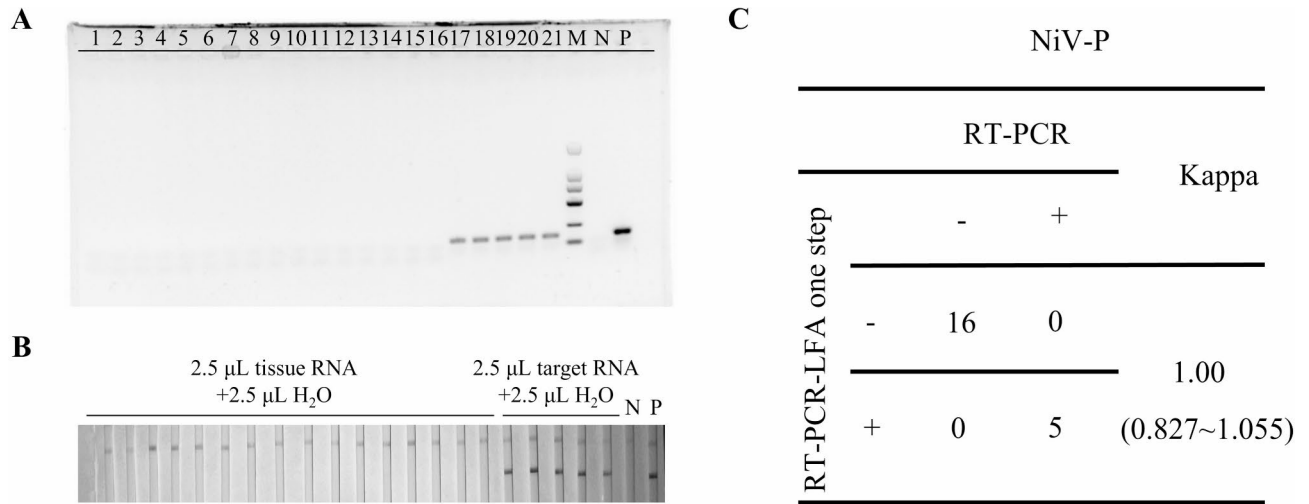 A
1 2 3 4 5 6 7 8 9 10 11 12 13 14 15 16 17 18 19 20 21 M N P
B
2.5 μL tissue RNA
+2.5 μL H₂O
2.5 μL target RNA
+2.5 μL H₂O
N P
C
NiV-P
RT-PCR
Kappa
RT-PCR-LFA one step
- +
- 16 0
1.00
+ 0 5 (0.827~1.055)